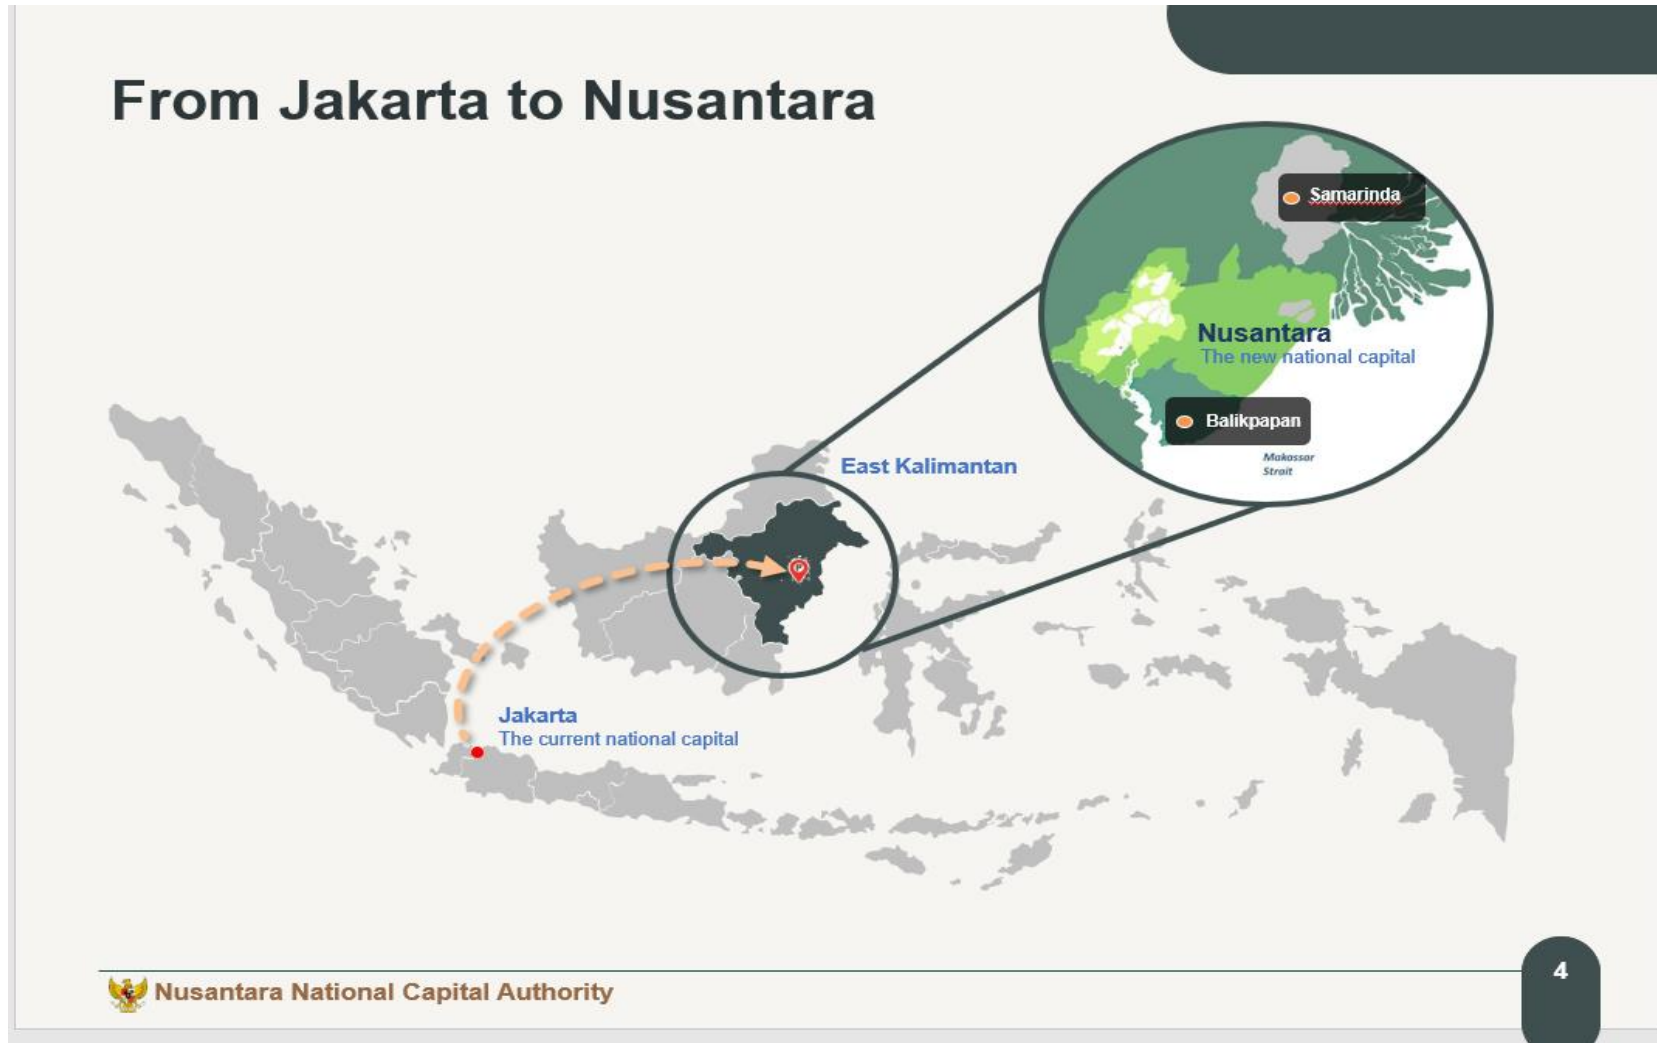 From Jakarta to Nusantara
Samarinda
Nusantara
The new national capital
Balikpapan
Makassar
Strait
East Kalimantan
Jakarta
The current national capital
Nusantara National Capital Authority
4